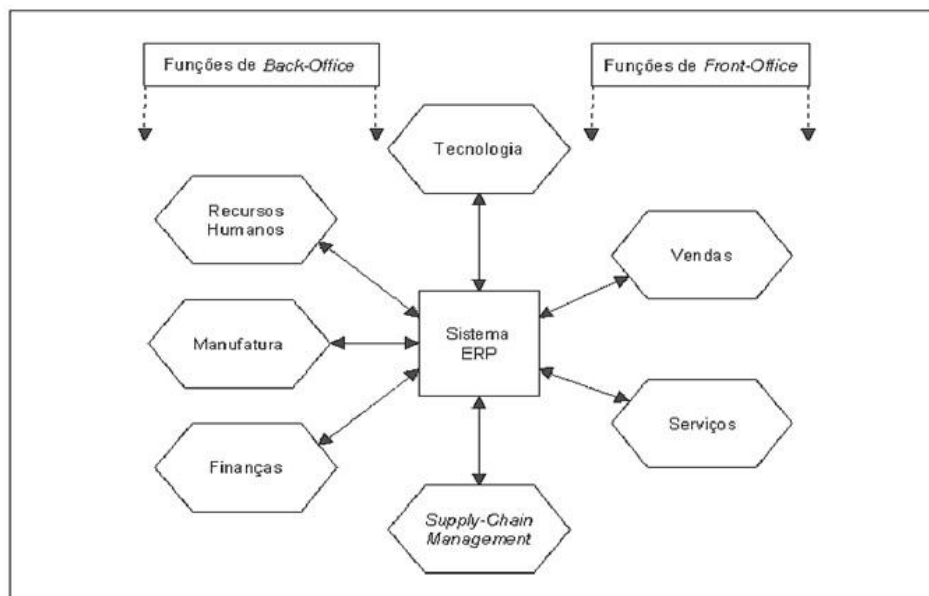 Funções de Back-Office
Funções de Front-Office
Tecnologia
Recursos
Humanos
Vendas
Manufatura
Sistema
ERP
Serviços
Finanças
Supply-Chain
Management